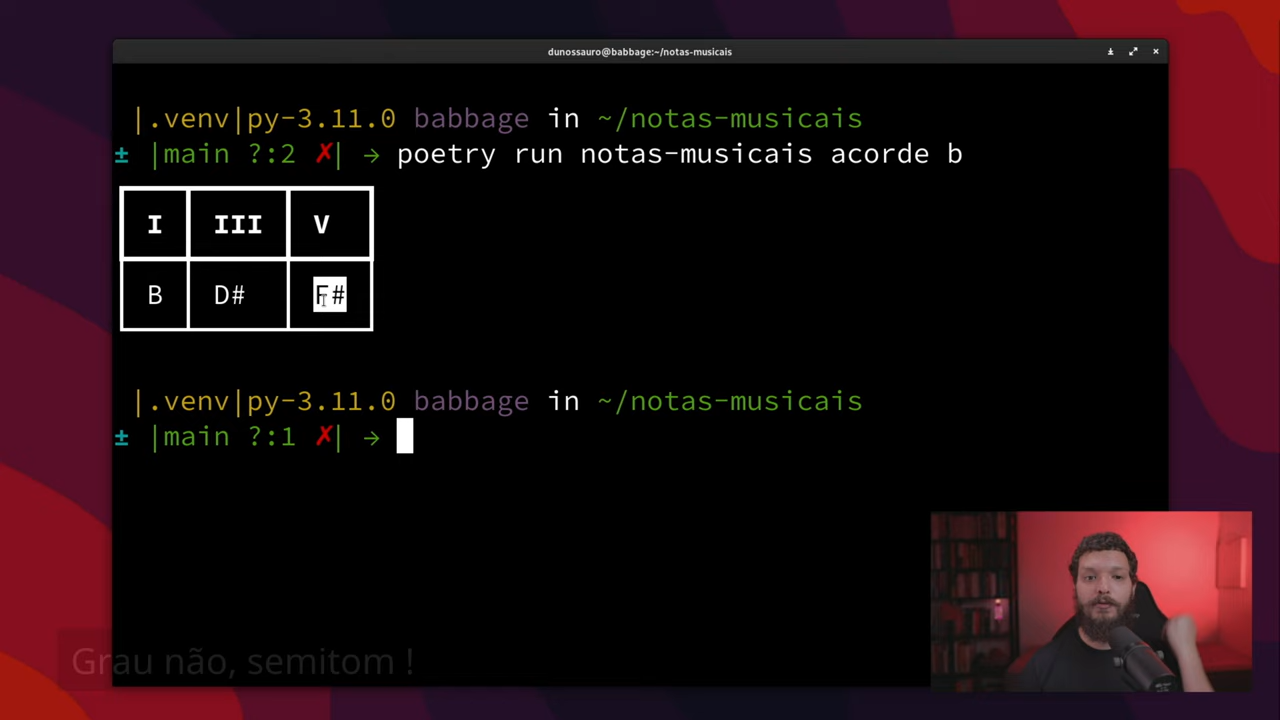 dunossauro@babbage:~/notas-musicais
|.venv|py-3.11.0 babbage in ~/notas-musicais
± |main ?:2 ✗| → poetry run notas-musicais acorde b
I III V
B D# F#
|.venv|py-3.11.0 babbage in ~/notas-musicais
± |main ?:1 ✗| →
Grau não, semitom !